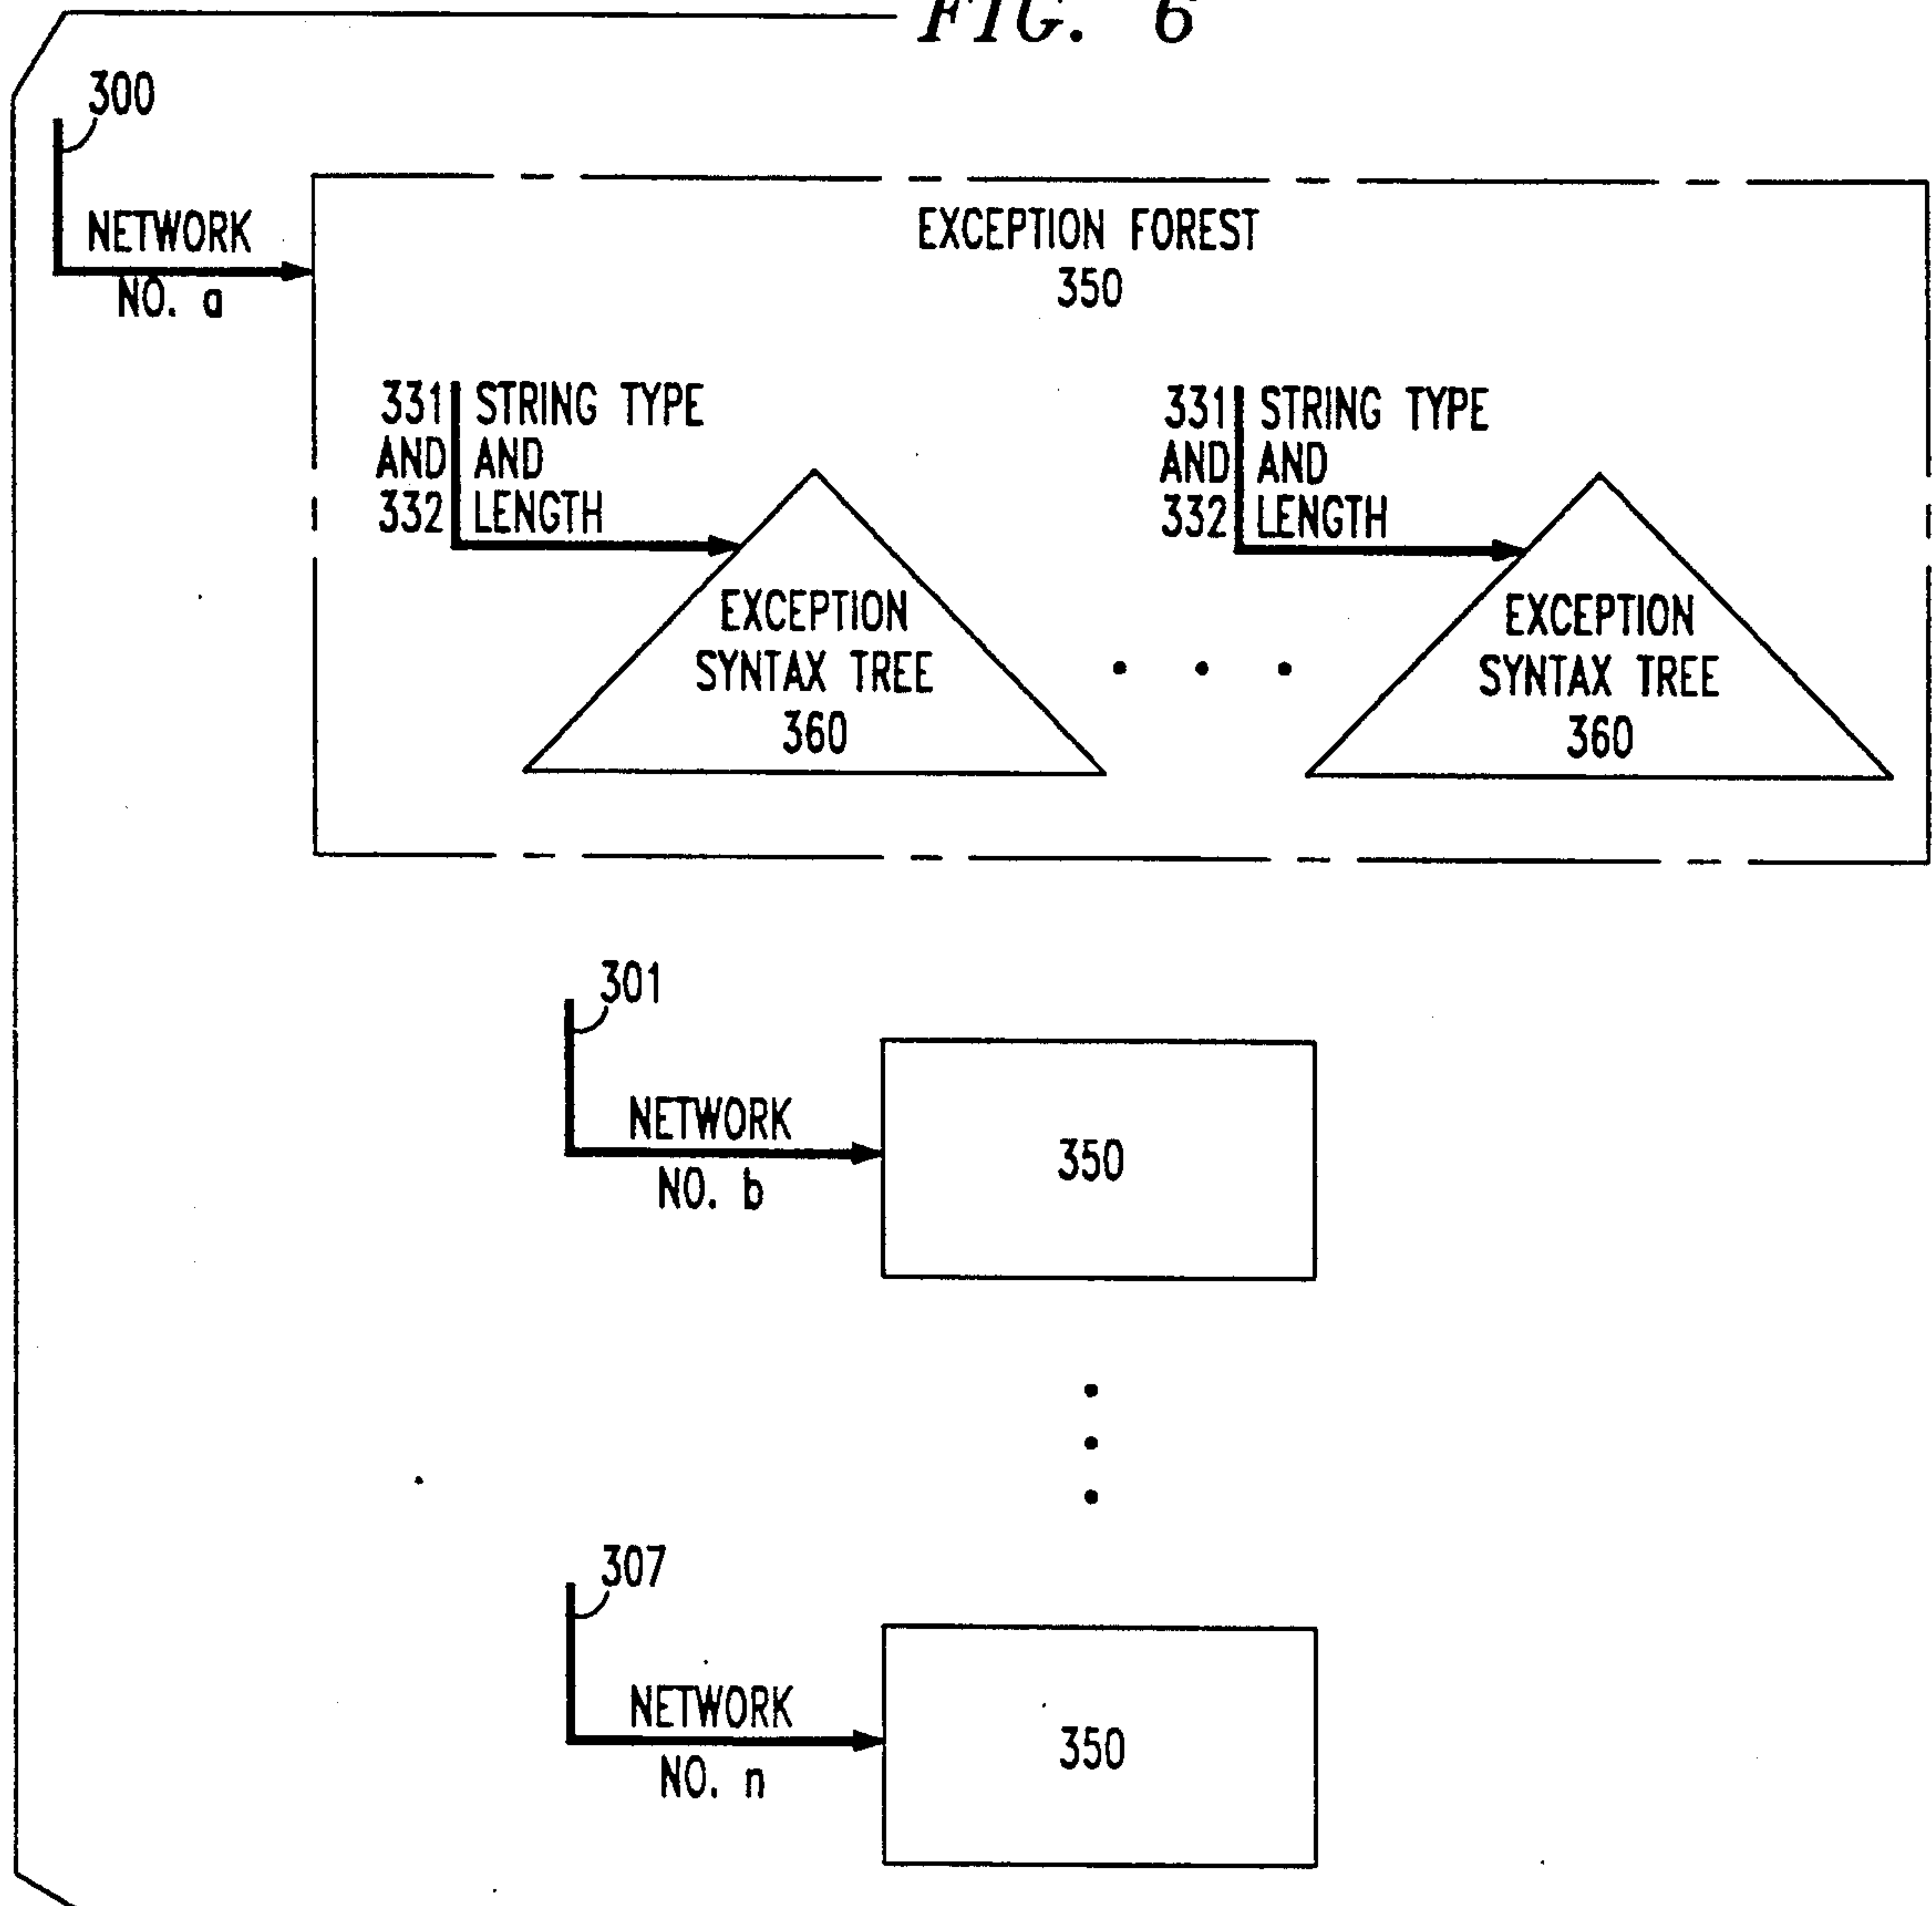 FIG. 6
300
NETWORK
NO. a
EXCEPTION FOREST
350
331 STRING TYPE
AND AND
332 LENGTH
EXCEPTION
SYNTAX TREE
360
331 STRING TYPE
AND AND
332 LENGTH
EXCEPTION
SYNTAX TREE
360
301
NETWORK
NO. b
350
307
NETWORK
NO. n
350